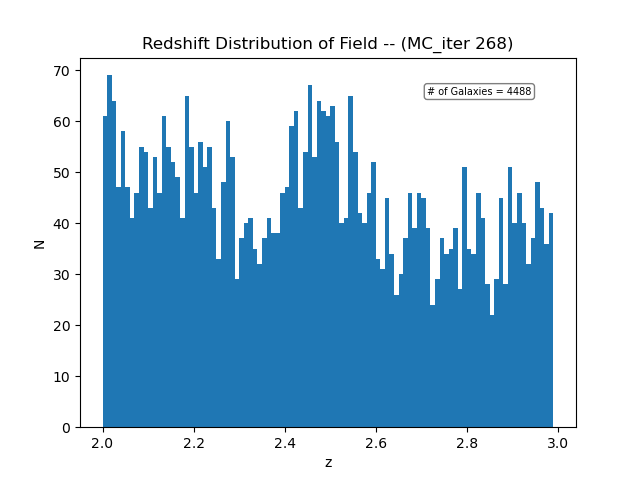 Redshift Distribution of Field -- (MC_iter 268)
# of Galaxies = 4488
70
60
50
40
30
20
10
0
N
2.0 2.2 2.4 2.6 2.8 3.0
z